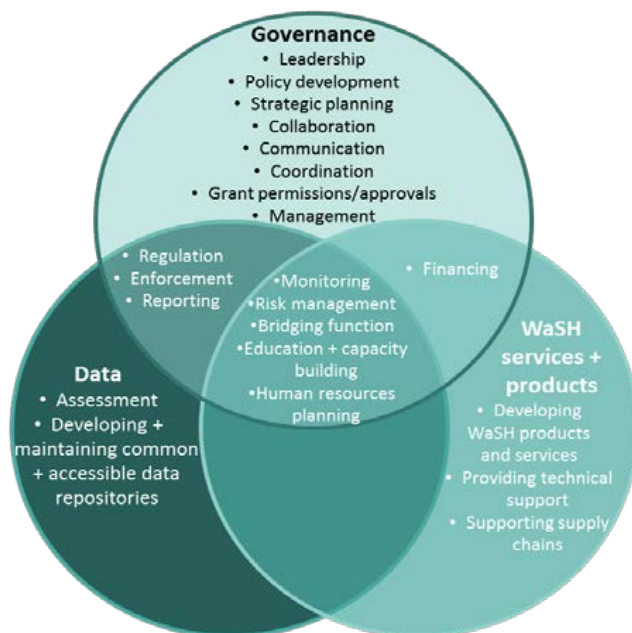 Governance
• Leadership
• Policy development
• Strategic planning
• Collaboration
• Communication
• Coordination
• Grant permissions/approvals
• Management
• Regulation
• Enforcement
• Reporting
•Monitoring
•Risk management
•Bridging function
•Education + capacity
building
•Human resources
planning
• Financing
Data
• Assessment
• Developing +
maintaining common
+ accessible data
repositories
WaSH
services +
products
• Developing
WaSH products
and services
• Providing technical
support
• Supporting supply
chains